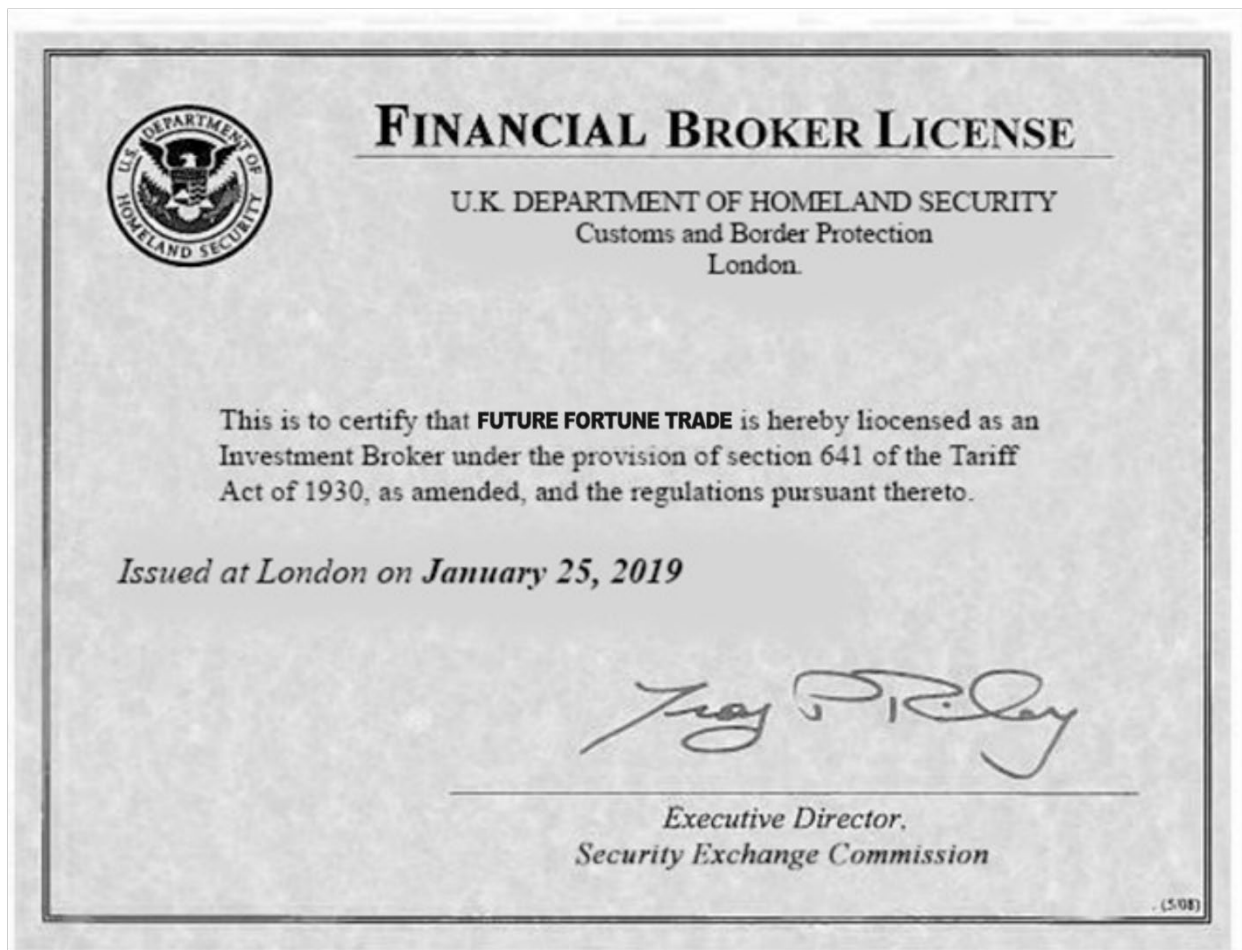 U.S. DEPARTMENT OF HOMELAND SECURITY
FINANCIAL BROKER LICENSE
U.K. DEPARTMENT OF HOMELAND SECURITY
Customs and Border Protection
London.
This is to certify that FUTURE FORTUNE TRADE is hereby liocensed as an
Investment Broker under the provision of section 641 of the Tariff
Act of 1930, as amended, and the regulations pursuant thereto.
Issued at London on January 25, 2019
Troy P Riley
Executive Director,
Security Exchange Commission
. (5/08)